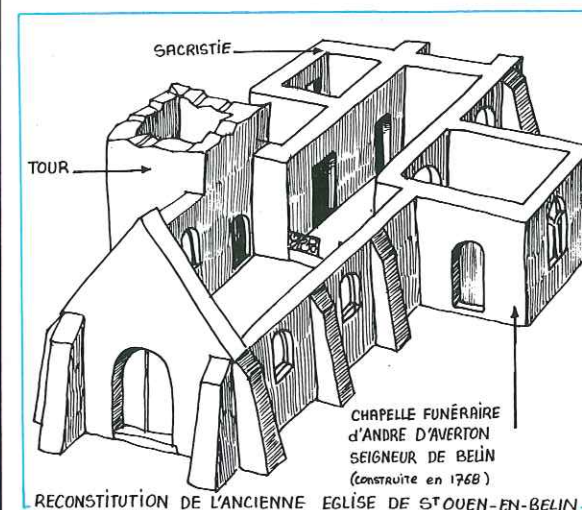 SACRISTIE
TOUR
CHAPELLE FUNÉRAIRE
d'ANDRE D'AVERTON
SEIGNEUR DE BELIN
(construite en 1768)
RECONSTITUTION DE L'ANCIENNE EGLISE DE ST OUEN-EN-BELIN